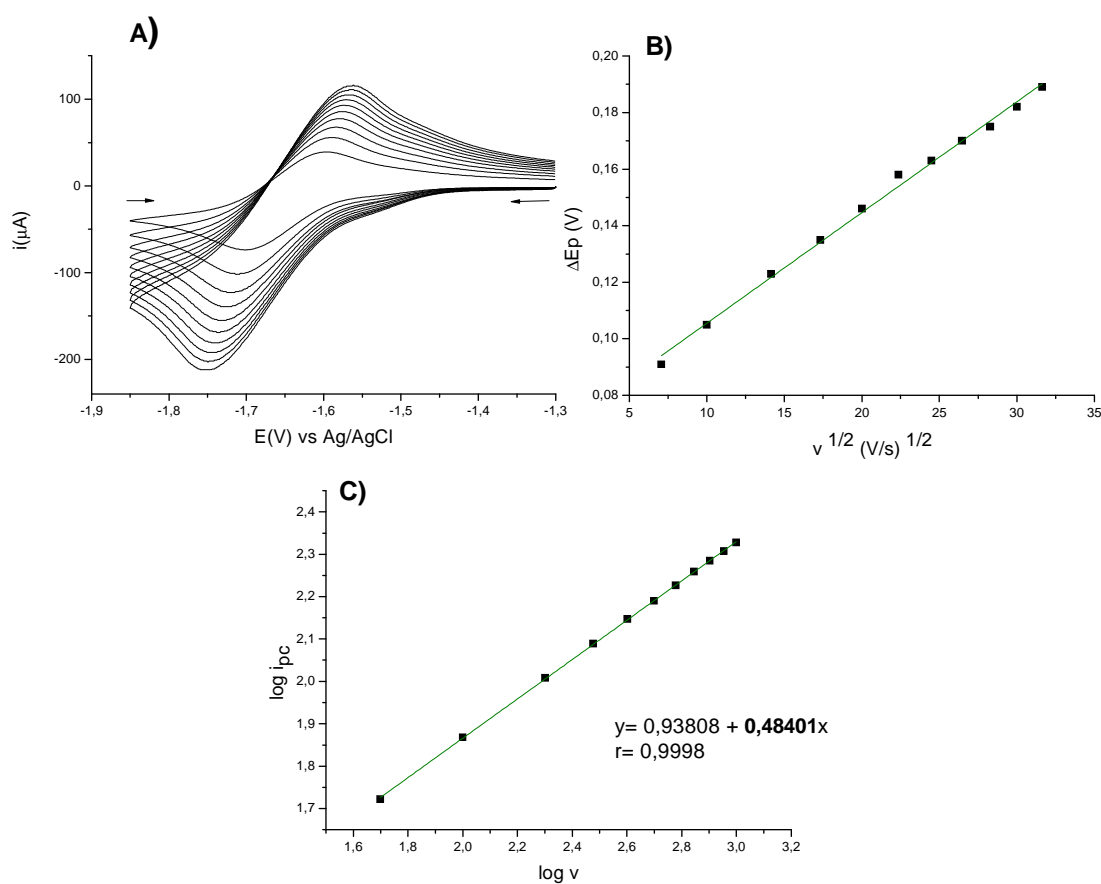 A)
100
0
-100
-200
i(μA)
-1,9 -1,8 -1,7 -1,6 -1,5 -1,4 -1,3
E(V) vs Ag/AgCl
B)
0,20
0,18
0,16
0,14
0,12
0,10
0,08
ΔEp (V)
5 10 15 20 25 30 35
v 1/2 (V/s) 1/2
C)
2,4
2,3
2,2
2,1
2,0
1,9
1,8
1,7
log ipc
y= 0,93808 + 0,48401x
r= 0,9998
1,6 1,8 2,0 2,2 2,4 2,6 2,8 3,0 3,2
log v